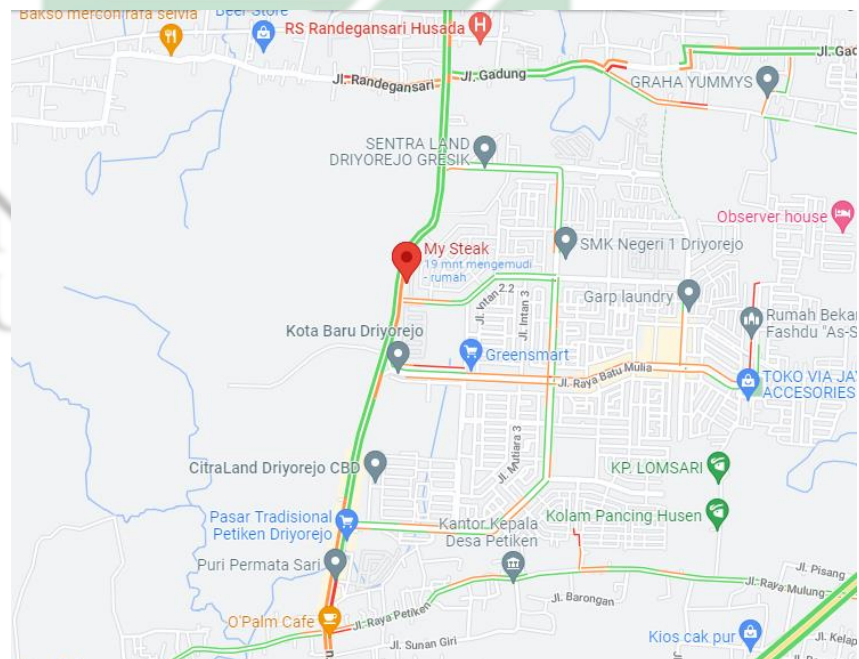 Bakso mercon rafa selvia
Beer Store
RS Randegansari Husada
Jl. Randegansari
Jl. Gadung
Jl. Gad
GRAHA YUMMYS
SENTRA LAND
DRIYOREJO GRESIK
Observer house
My Steak
19 mnt mengemudi
- rumah
SMK Negeri 1 Driyorejo
Jl. Intan 2.2
Jl. Intan 3
Garp laundry
Kota Baru Driyorejo
Rumah Bekam
Fashdu "As-S
Greensmart
Jl. Raya Batu Mulia
TOKO VIA JAY
ACCESORIES
Jl. Mutiara 3
CitraLand Driyorejo CBD
KP. LOMSARI
Pasar Tradisional
Petiken Driyorejo
Kantor Kepala
Desa Petiken
Kolam Pancing Husen
Puri Permata Sari
Jl. Pisang
Jl. Raya Mulung
Jl. Barongan
O'Palm Cafe
Jl. Raya Petiken
Jl. Sunan Giri
Kios cak pur
Jl. Kelap